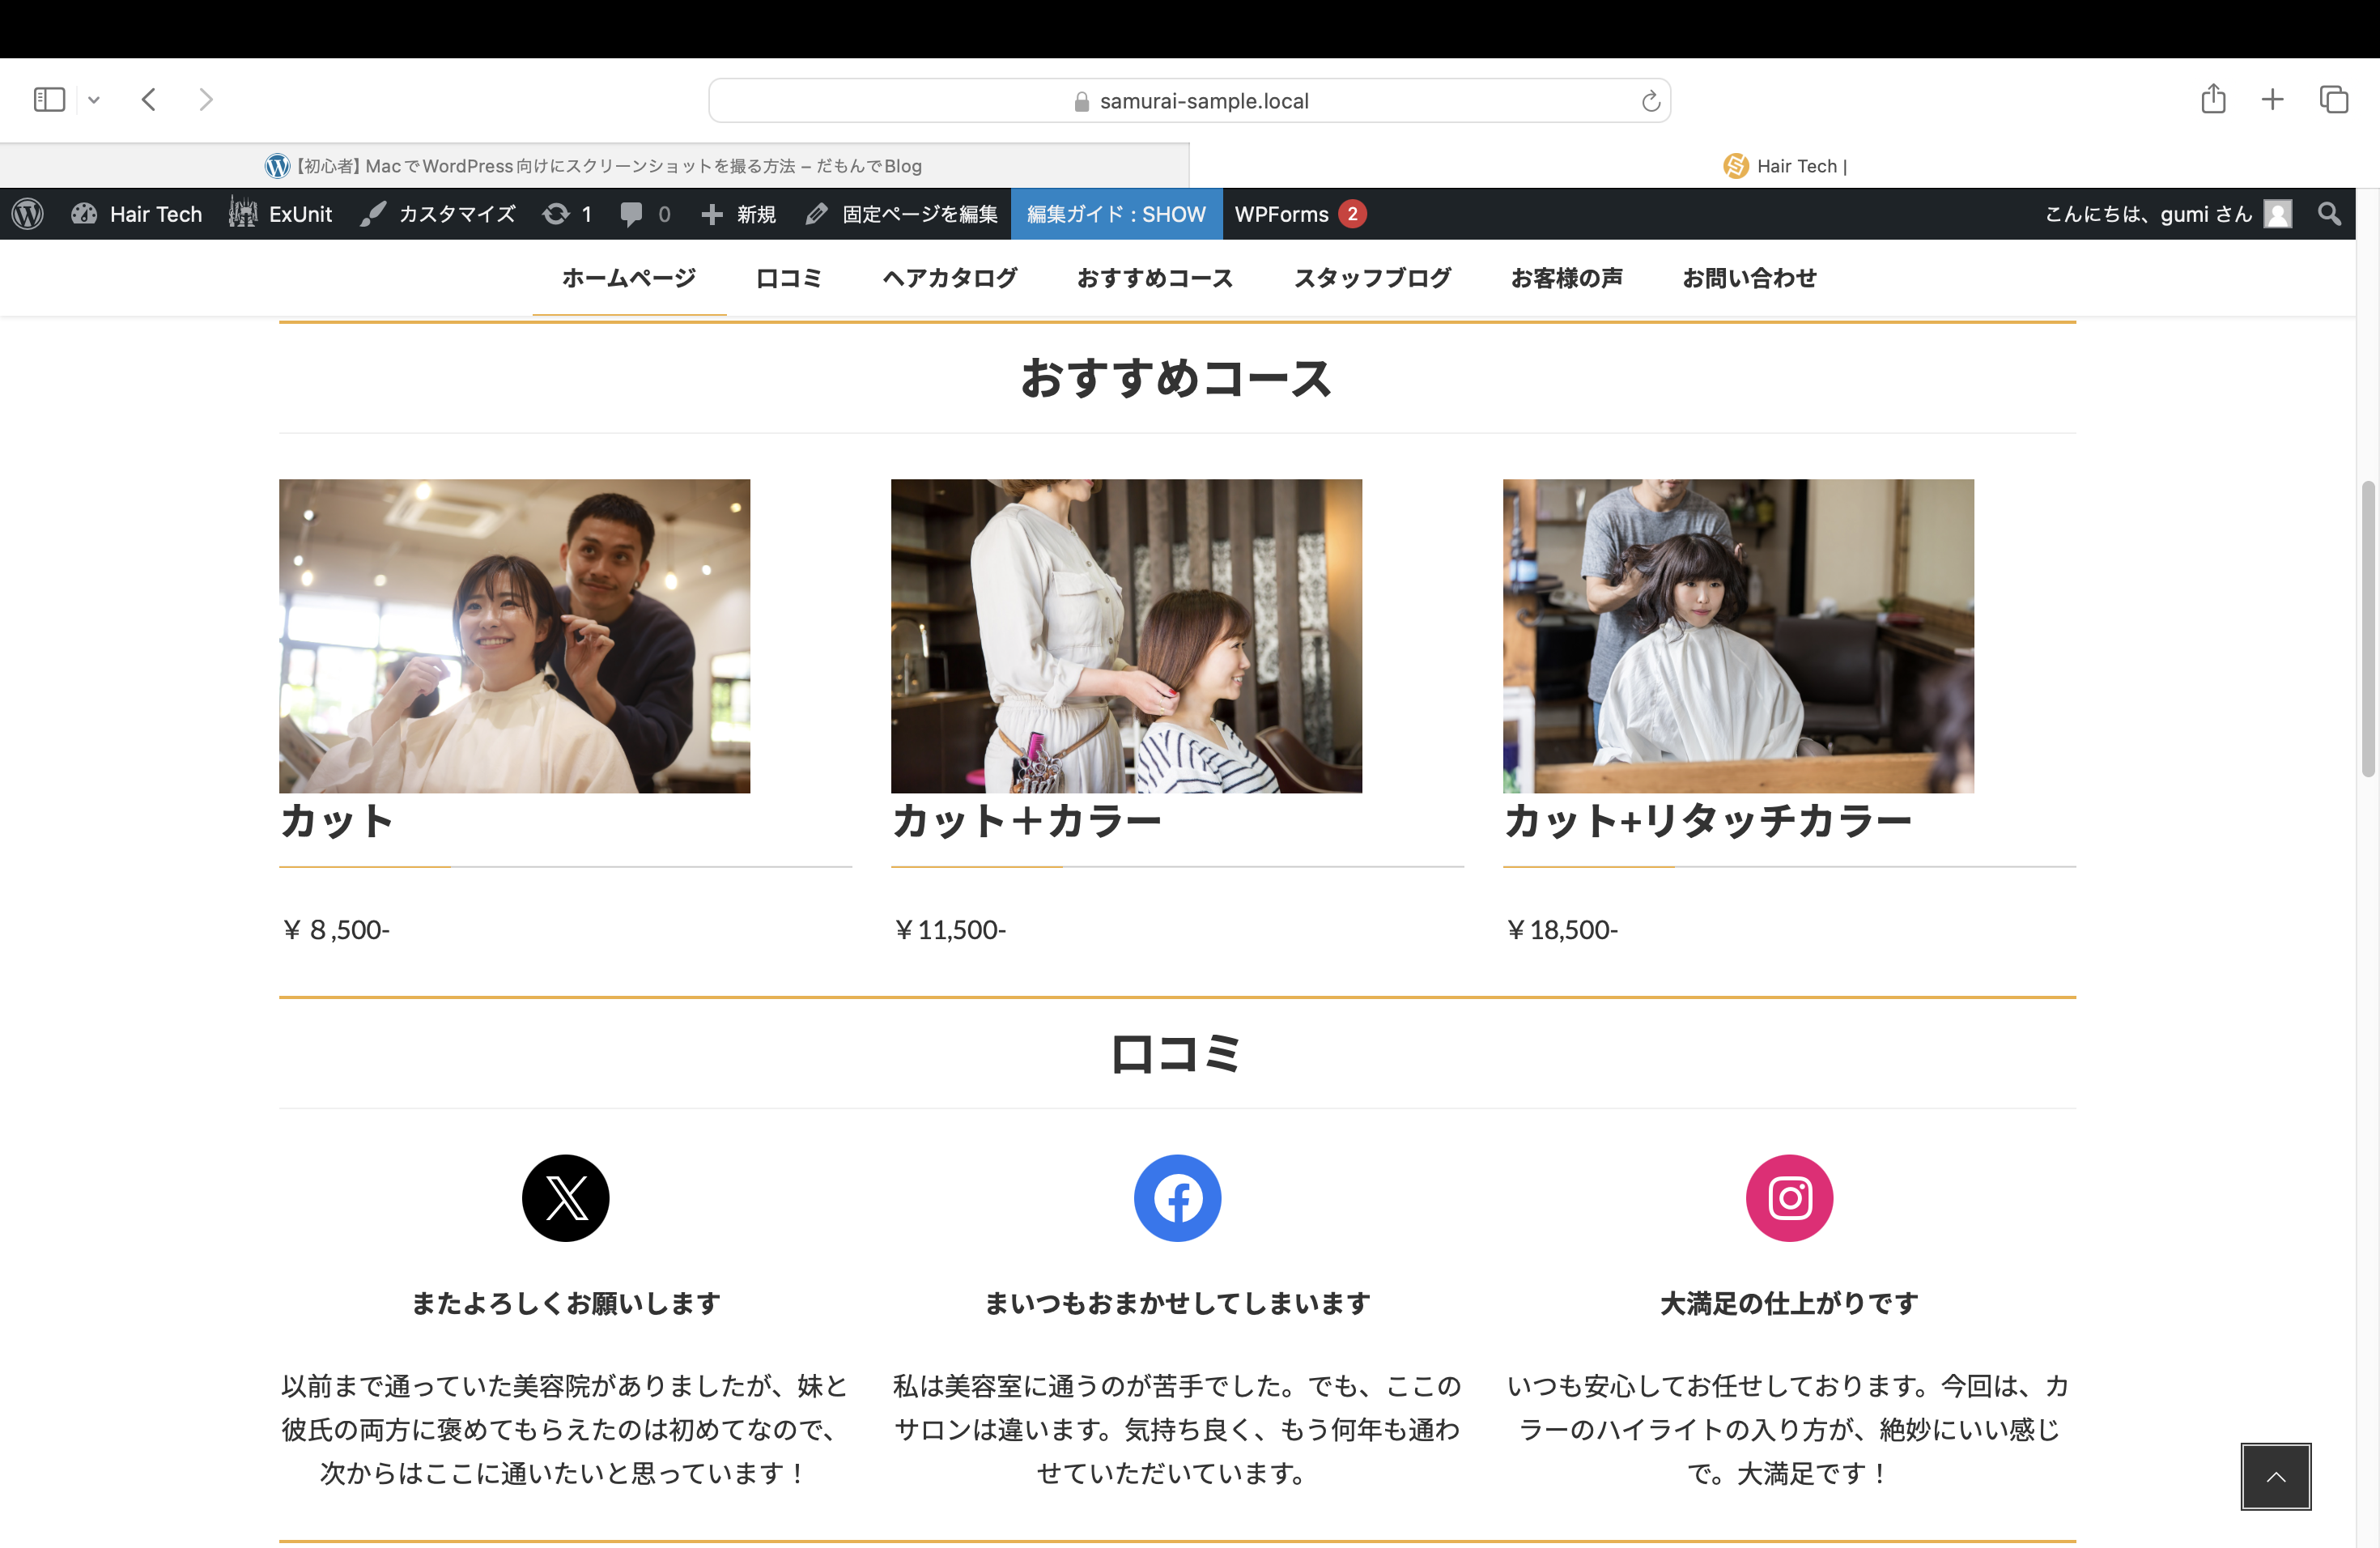 samurai-sample.local
【初心者】MacでWordPress向けにスクリーンショットを撮る方法 – だもんでBlog
Hair Tech |
Hair Tech ExUnit カスタマイズ 1 0 新規 固定ページを編集 編集ガイド : SHOW WPForms 2 こんにちは、gumi さん
ホームページ 口コミ ヘアカタログ おすすめコース スタッフブログ お客様の声 お問い合わせ
おすすめコース
カット
カット＋カラー
カット+リタッチカラー
￥８,500-
￥11,500-
￥18,500-
口コミ
またよろしくお願いします
以前まで通っていた美容院がありましたが、妹と
彼氏の両方に褒めてもらえたのは初めてなので、
次からはここに通いたいと思っています！
まいつもおまかせしてしまいます
私は美容室に通うのが苦手でした。でも、ここの
サロンは違います。気持ち良く、もう何年も通わ
せていただいています。
大満足の仕上がりです
いつも安心してお任せしております。今回は、カ
ラーのハイライトの入り方が、絶妙にいい感じ
で。大満足です！